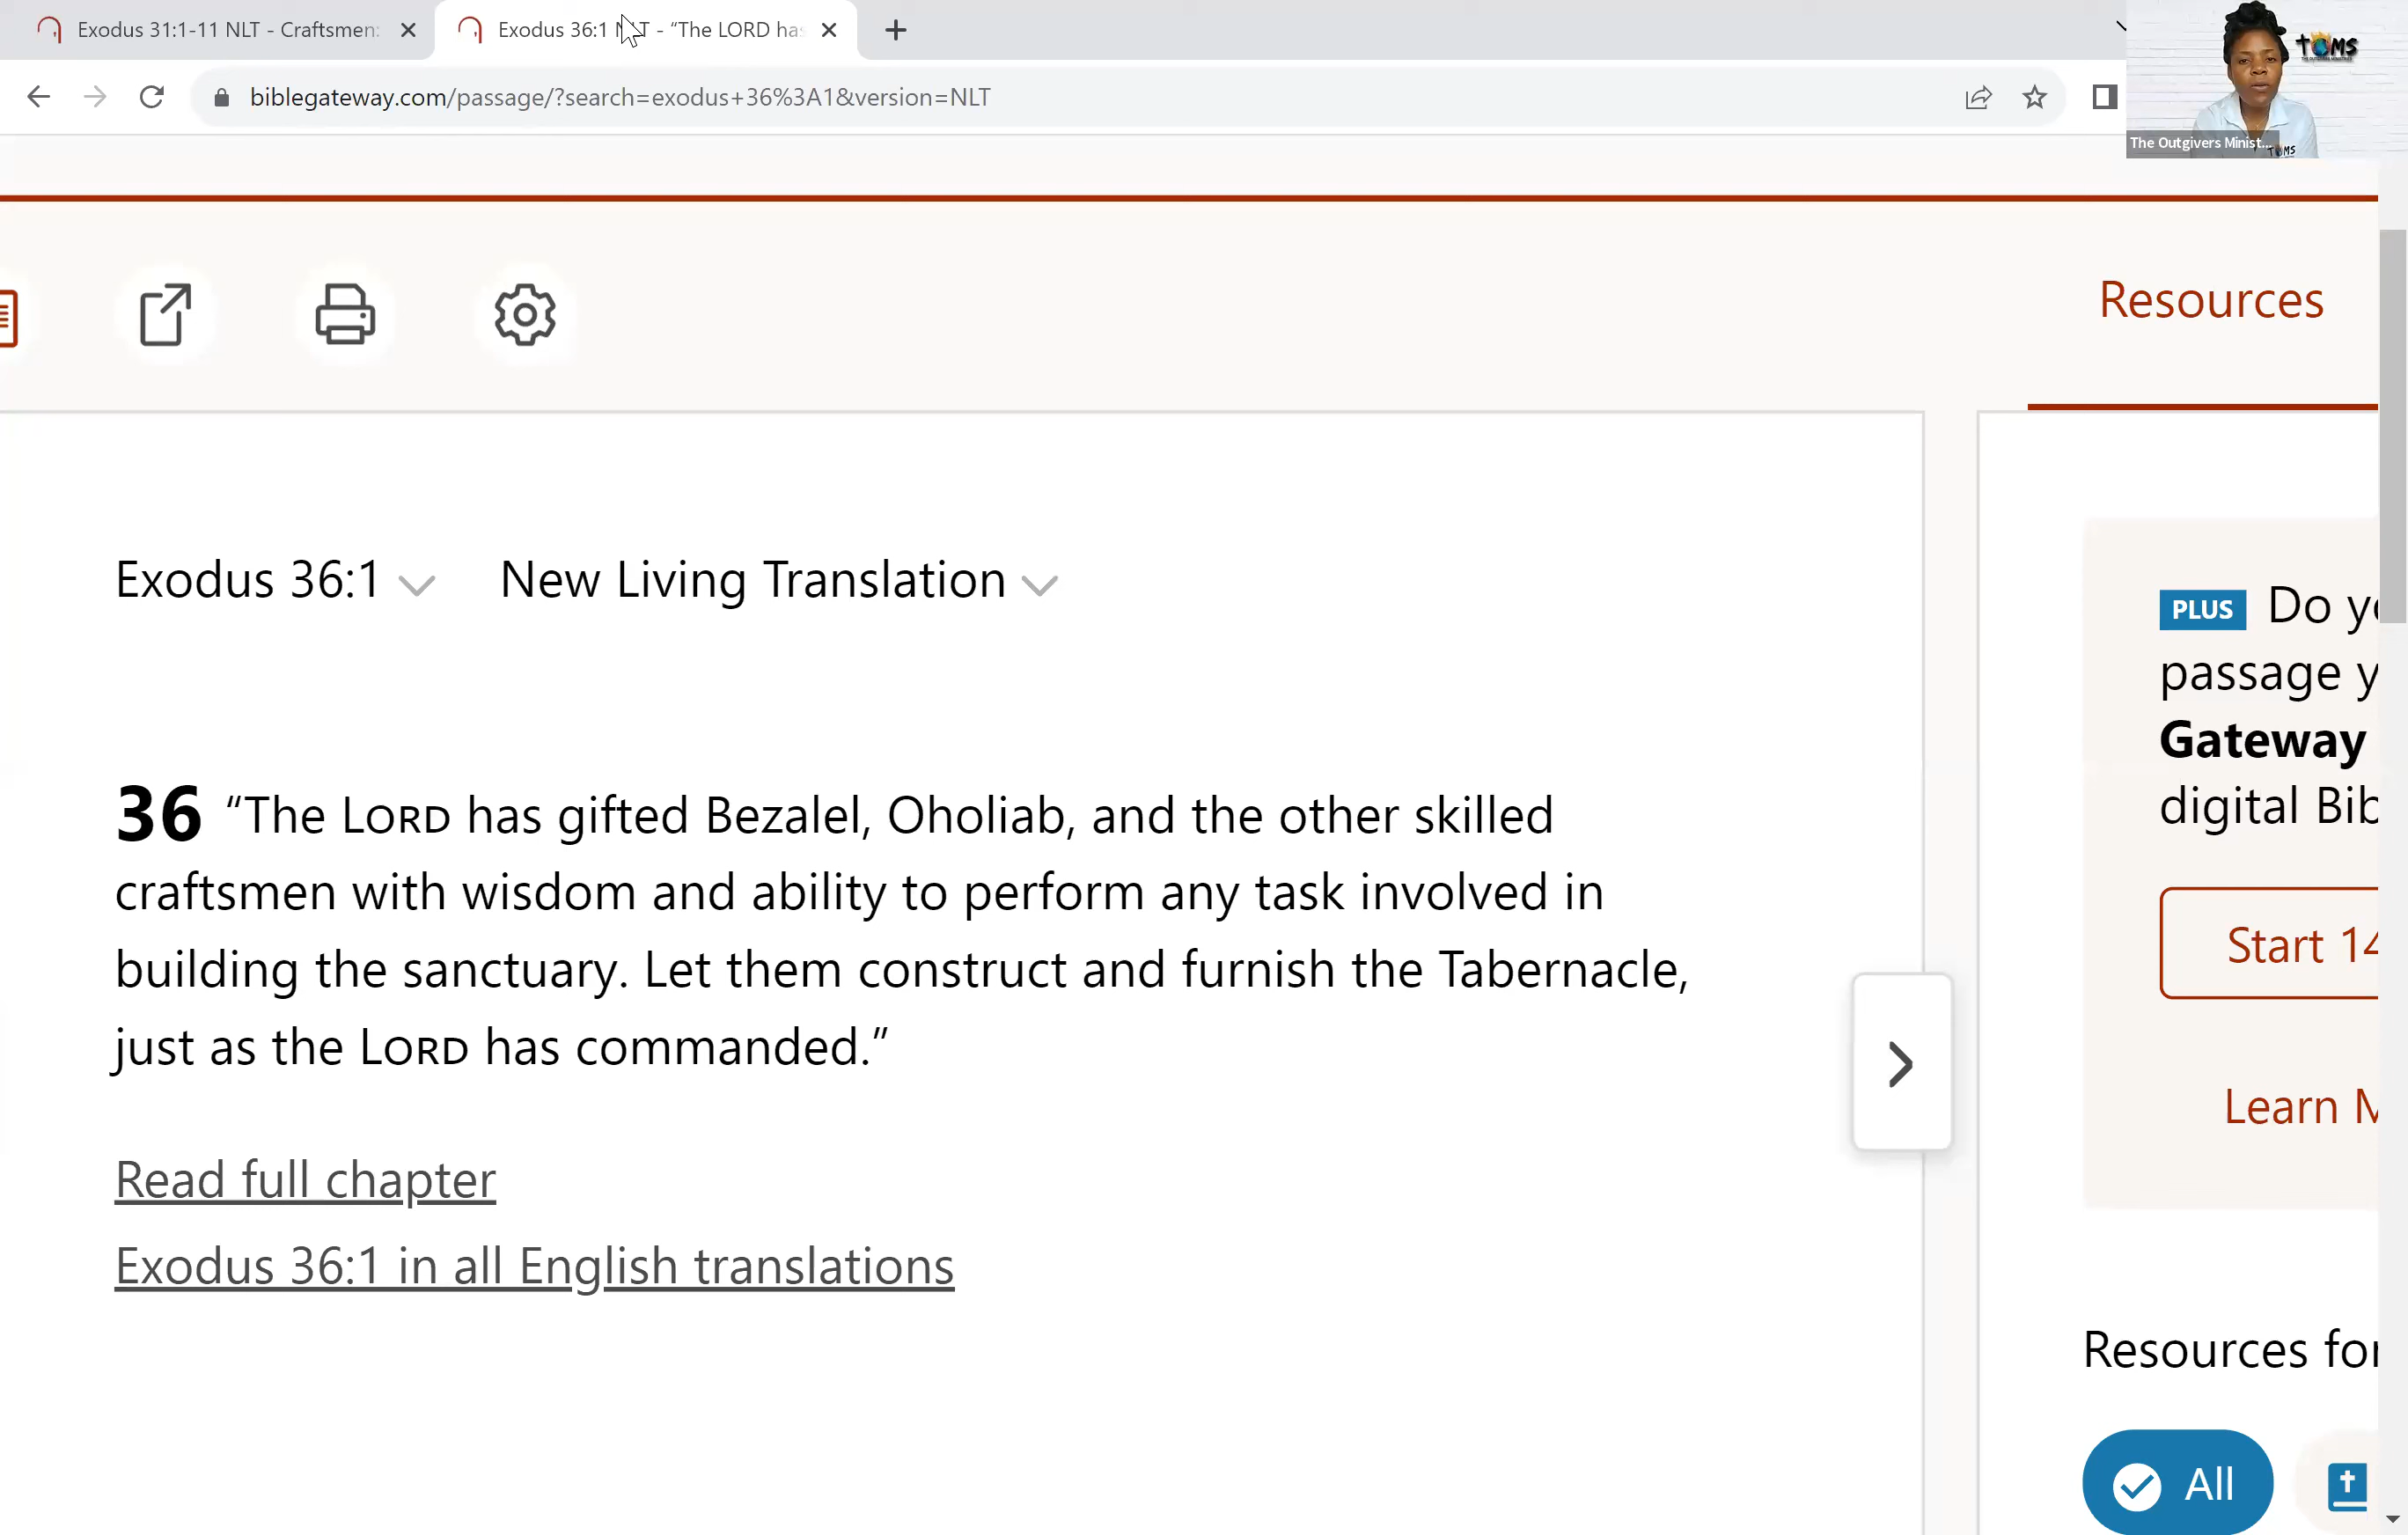 Exodus 31:1-11 NLT - Craftsmen:
Exodus 36:1 NLT - “The LORD has
biblegateway.com/passage/?search=exodus+36%3A1&version=NLT
TOMS
The Outgivers Minist...
TOMS
Resources
Exodus 36:1
New Living Translation
36 “The LORD has gifted Bezalel, Oholiab, and the other skilled
craftsmen with wisdom and ability to perform any task involved in
building the sanctuary. Let them construct and furnish the Tabernacle,
just as the LORD has commanded.”
Read full chapter
Exodus 36:1 in all English translations
PLUS Do
passage
Gateway
digital
Start 14
Learn
Resources for
All